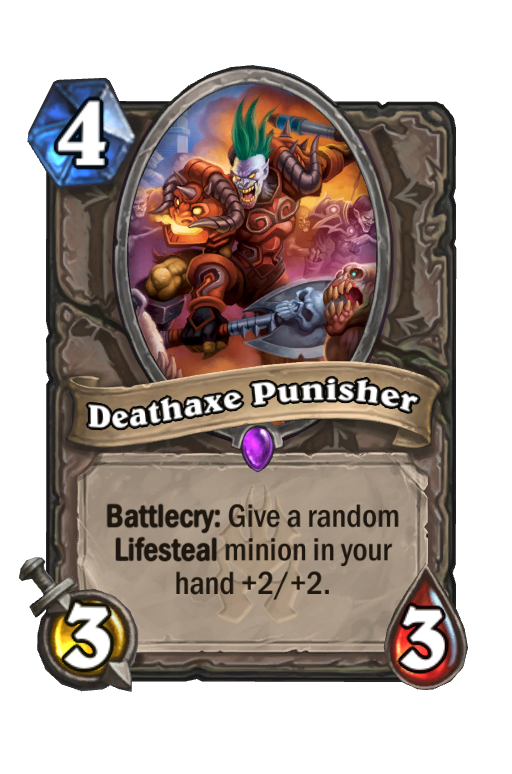 4
Deathaxe Punisher
Battlecry: Give a random
Lifesteal minion in your
hand +2/+2.
3
3